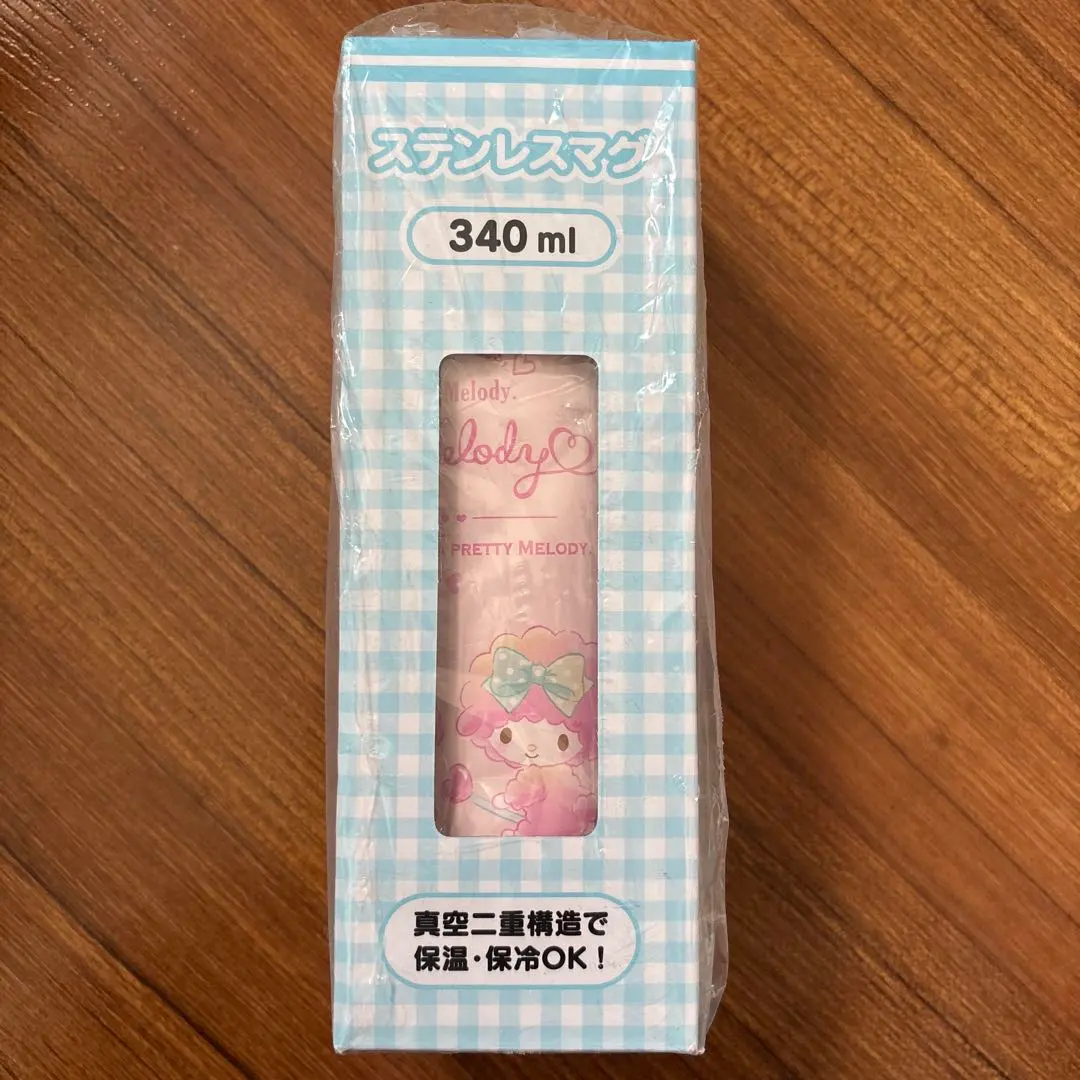 ステンレスマグ
340 ml
Melody.
elody
PRETTY MELODY.
真空二重構造で
保温・保冷OK!